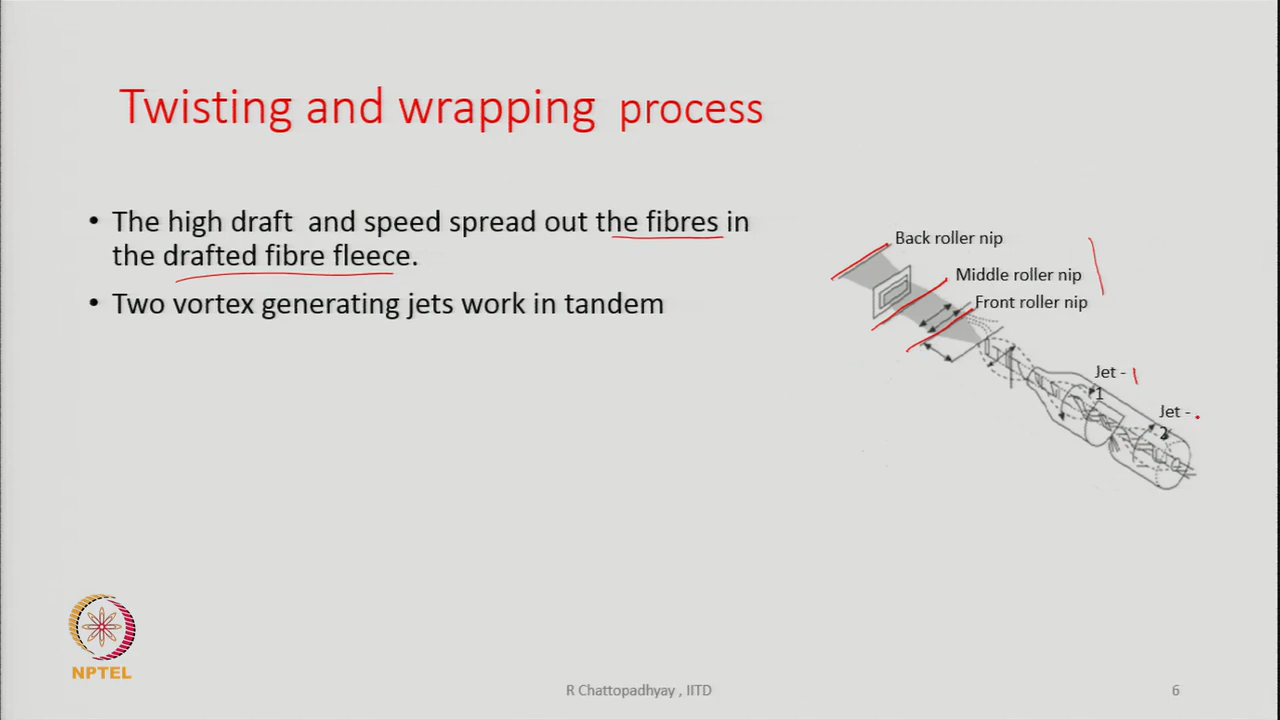 Twisting and wrapping process
• The high draft and speed spread out the fibres in
the drafted fibre fleece.
• Two vortex generating jets work in tandem
Back roller nip
Middle roller nip
Front roller nip
Jet -
1
Jet -
2
NPTEL
R Chattopadhyay , IITD
6